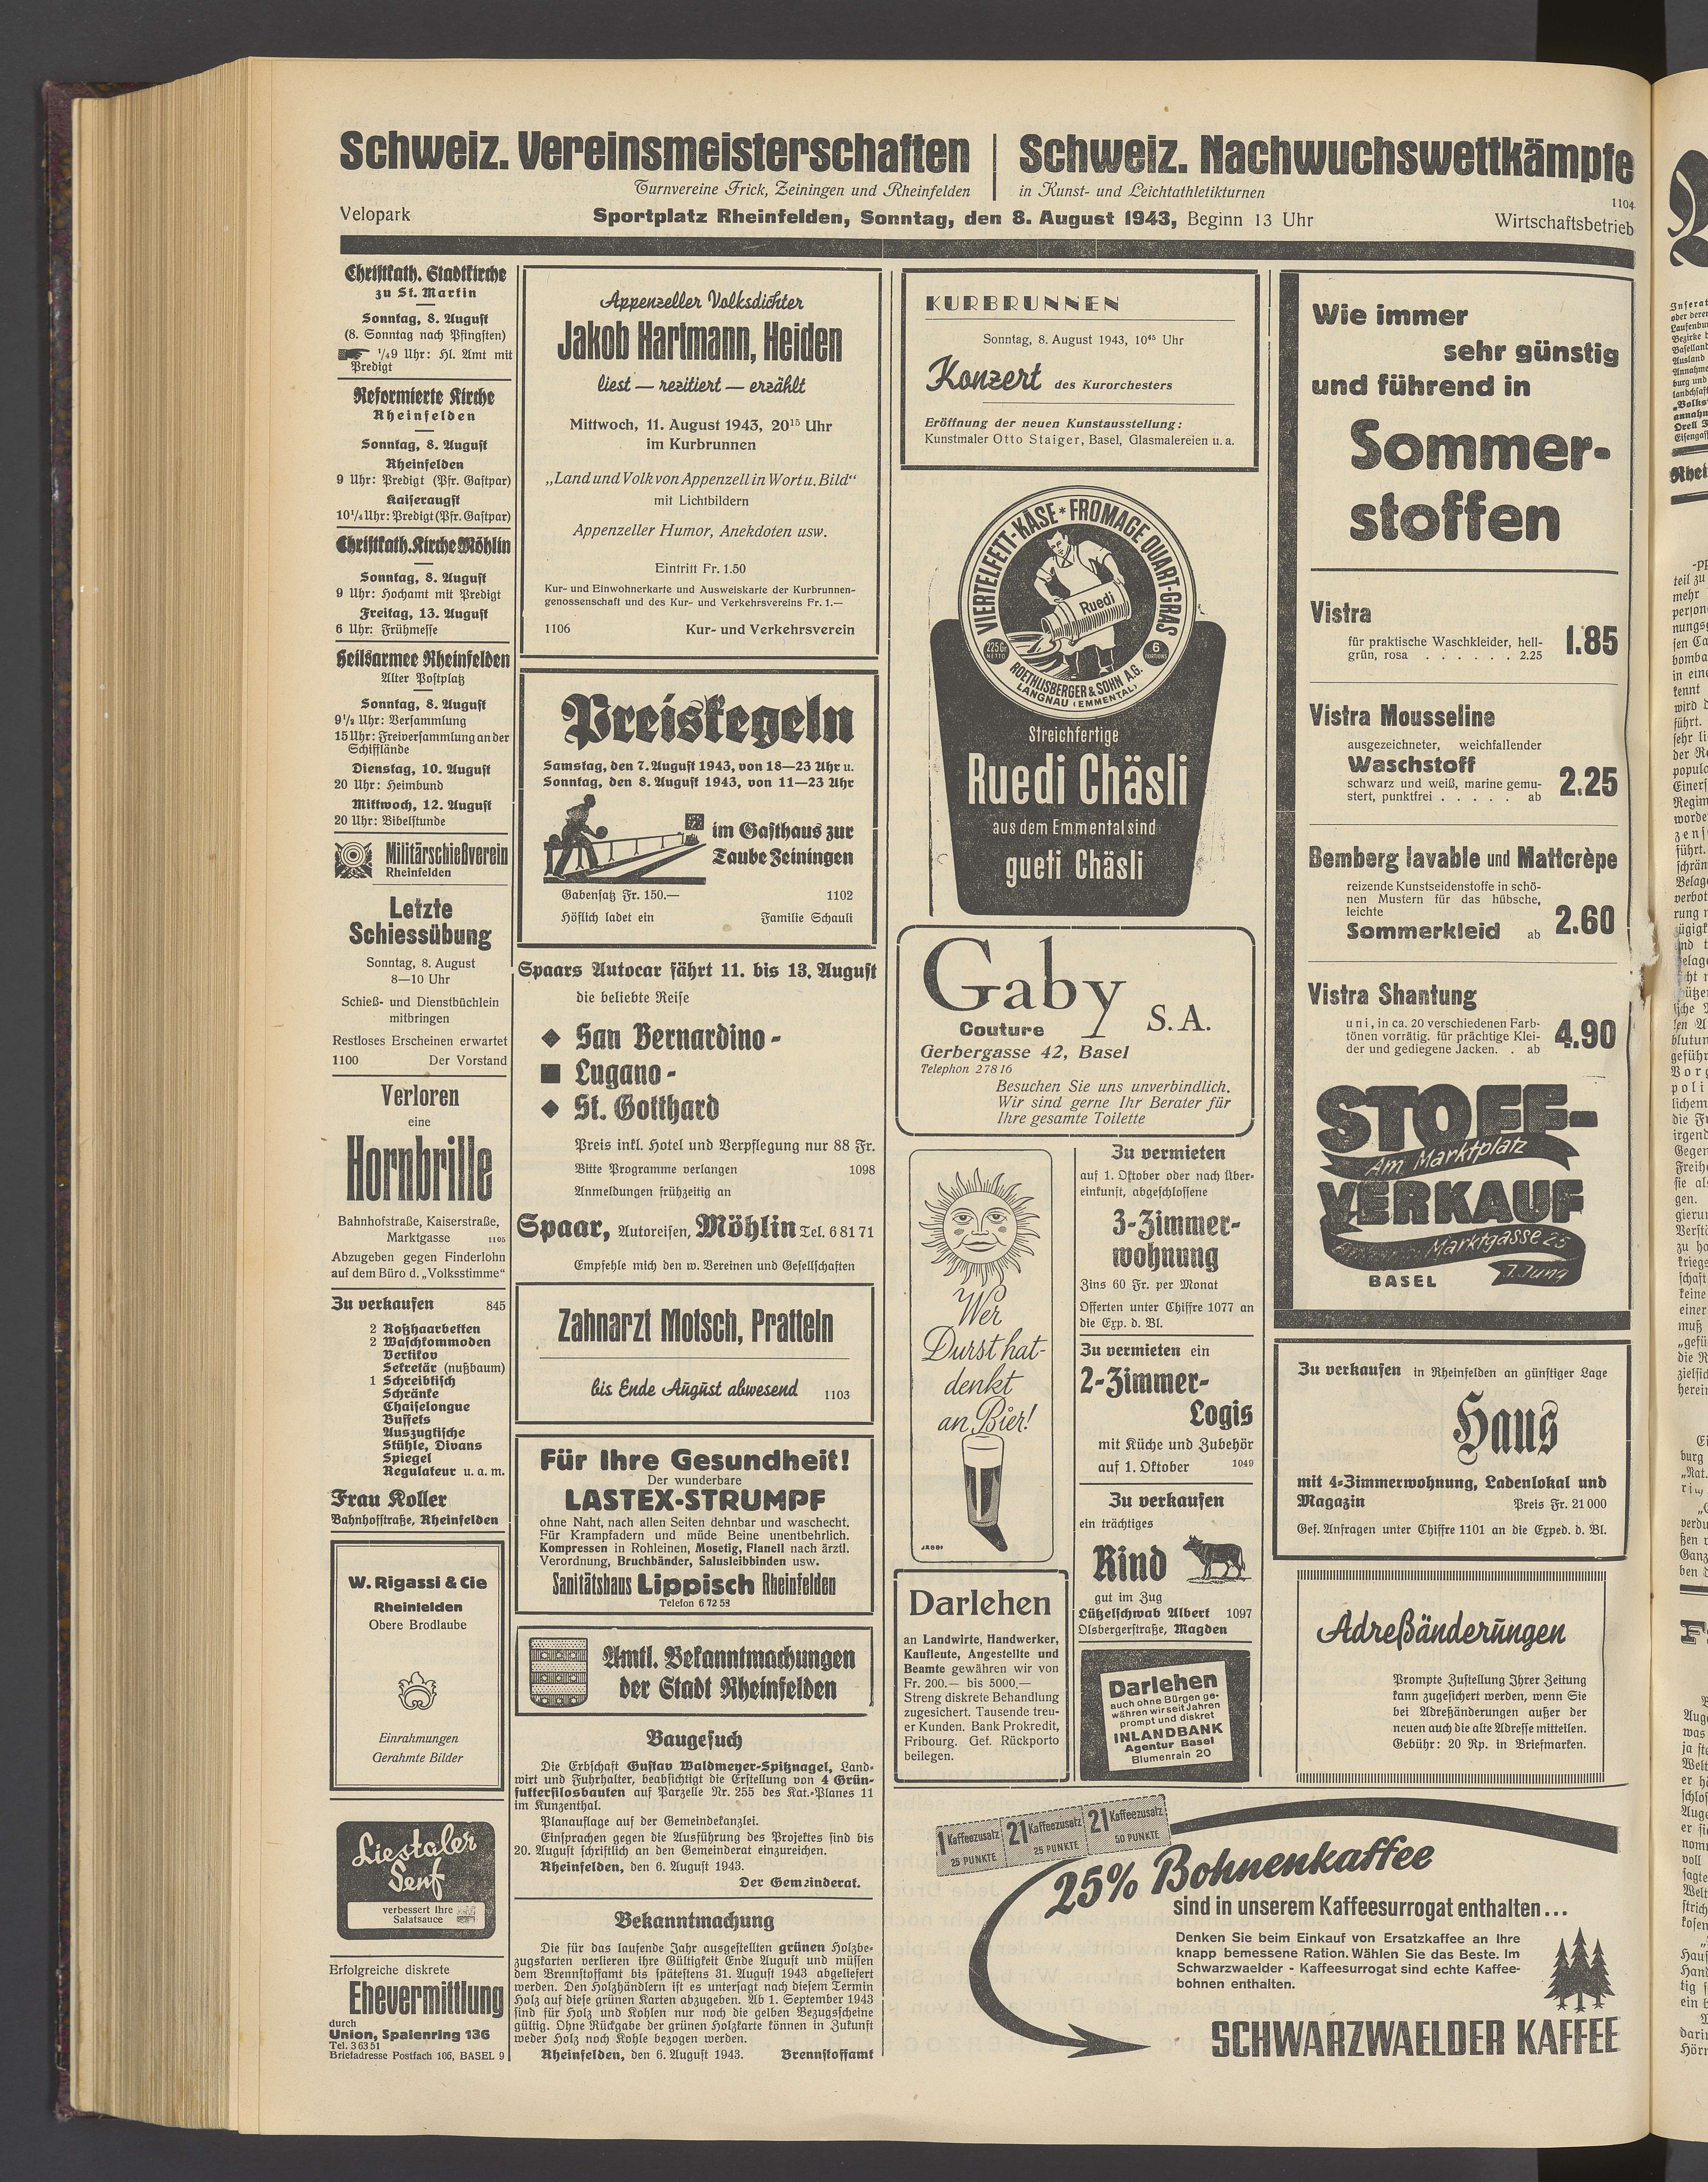 Schweiz. Vereinsmeisterschaften
Turnvereine Frick, Zeiningen und Rheinfelden
Schweiz. Nachwuchswettkämpfe
in Kunst- und Leichtathletikturnen
1104
Velopark
Sportplatz Rheinfelden, Sonntag, den 8. August 1943, Beginn 13 Uhr
Wirtschaftsbetrieb
Christkath. Stadtkirche
zu St. Martin
Sonntag, 8. August
(8. Sonntag nach Pfingsten)
¼9 Uhr: Hl. Amt mit
Predigt
Reformierte Kirche
Rheinfelden
Sonntag, 8. August
Rheinfelden
9 Uhr: Predigt (Pfr. Gastpar)
Kaiseraugst
10¼ Uhr: Predigt (Pfr. Gastpar)
Christkath. Kirche Möhlin
Sonntag, 8. August
9 Uhr: Hochamt mit Predigt
Freitag, 13. August
6 Uhr: Frühmesse
Heilsarmee Rheinfelden
Alter Postplatz
Sonntag, 8. August
9½ Uhr: Versammlung
15 Uhr: Freiversammlung an der
Schifflände
Dienstag, 10. August
20 Uhr: Heimbund
Mittwoch, 12. August
20 Uhr: Bibelstunde
Militärschießverein
Rheinfelden
Letzte
Schiessübung
Sonntag, 8. August
8—10 Uhr
Schieß- und Dienstbüchlein
mitbringen
Restloses Erscheinen erwartet
1100 Der Vorstand
Verloren
eine
Hornbrille
Bahnhofstraße, Kaiserstraße,
Marktgasse 1105
Abzugeben gegen Finderlohn
auf dem Büro d. „Volksstimme“
Zu verkaufen 845
2 Roßhaarbetten
2 Waschkommoden
Vertikov
Sekretär (nußbaum)
1 Schreibtisch
Schränke
Chaiselongue
Buffets
Auszugtische
Stühle, Divans
Spiegel
Regulateur u. a. m.
Frau Koller
Bahnhofstraße, Rheinfelden
W. Rigassi & Cie
Rheinfelden
Obere Brodlaube
Einrahmungen
Gerahmte Bilder
Liestaler
Senf
verbessert Ihre
Salatsauce
Erfolgreiche diskrete
Ehevermittlung
durch
Union, Spalenring 136
Tel. 3 63 51
Briefadresse Postfach 106, BASEL 9
Appenzeller Volksdichter
Jakob Hartmann, Heiden
liest — rezitiert — erzählt
Mittwoch, 11. August 1943, 20¹⁵ Uhr
im Kurbrunnen
„Land und Volk von Appenzell in Wort u. Bild“
mit Lichtbildern
Appenzeller Humor, Anekdoten usw.
Eintritt Fr. 1.50
Kur- und Einwohnerkarte und Ausweiskarte der Kurbrunnen-
genossenschaft und des Kur- und Verkehrsvereins Fr. 1.—
1106 Kur- und Verkehrsverein
Preiskegeln
Samstag, den 7. August 1943, von 18—23 Uhr u.
Sonntag, den 8. August 1943, von 11—23 Uhr
im Gasthaus zur
Taube Zeiningen
Gabensatz Fr. 150.— 1102
Höflich ladet ein Familie Schauli
Spaars Autocar fährt 11. bis 13. August
die beliebte Reise
San Bernardino -
Lugano -
St. Gotthard
Preis inkl. Hotel und Verpflegung nur 88 Fr.
Bitte Programme verlangen 1098
Anmeldungen frühzeitig an
Spaar, Autoreisen, Möhlin Tel. 6 81 71
Empfehle mich den w. Vereinen und Gesellschaften
Zahnarzt Motsch, Pratteln
bis Ende August abwesend 1103
Für Ihre Gesundheit!
Der wunderbare
LASTEX-STRUMPF
ohne Naht, nach allen Seiten dehnbar und waschecht.
Für Krampfadern und müde Beine unentbehrlich.
Kompressen in Rohleinen, Mosetig, Flanell nach ärztl.
Verordnung, Bruchbänder, Salusleibbinden usw.
Sanitätshaus Lippisch Rheinfelden
Telefon 6 72 53
Amtl. Bekanntmachungen
der Stadt Rheinfelden
Baugesuch
Die Erbschaft Gustav Waldmeyer-Spitznagel, Land-
wirt und Fuhrhalter, beabsichtigt die Erstellung von 4 Grün-
futtersilosbauten auf Parzelle Nr. 255 des Kat.-Planes 11
im Kunzenthal.
Planauflage auf der Gemeindekanzlei.
Einsprachen gegen die Ausführung des Projektes sind bis
20. August schriftlich an den Gemeinderat einzureichen.
Rheinfelden, den 6. August 1943.
Der Gemeinderat.
Bekanntmachung
Die für das laufende Jahr ausgestellten grünen Holzbe-
zugskarten verlieren ihre Gültigkeit Ende August und müssen
dem Brennstoffamt bis spätestens 31. August 1943 abgeliefert
werden. Den Holzhändlern ist es untersagt nach diesem Termin
Holz auf diese grünen Karten abzugeben. Ab 1. September 1943
sind für Holz und Kohlen nur noch die gelben Bezugscheine
gültig. Ohne Rückgabe der grünen Holzkarte können in Zukunft
weder Holz noch Kohle bezogen werden.
Rheinfelden, den 6. August 1943. Brennstoffamt
KURBRUNNEN
Sonntag, 8. August 1943, 10⁴⁵ Uhr
Konzert des Kurorchesters
Eröffnung der neuen Kunstausstellung:
Kunstmaler Otto Staiger, Basel, Glasmalereien u. a.
VIERTELFETT-KÄSE * FROMAGE QUART-GRAS
Ruedi
225 Gr
NETTO
6
PORTIONS
ROETHLISBERGER & SOHN A.G.
LANGNAU (EMMENTAL)
Streichfertige
Ruedi Chäsli
aus dem Emmental sind
gueti Chäsli
Gaby
Couture S. A.
Gerbergasse 42, Basel
Telephon 2 78 16
Besuchen Sie uns unverbindlich.
Wir sind gerne Ihr Berater für
Ihre gesamte Toilette
Wer
Durst hat-
denkt
an Bier!
Darlehen
an Landwirte, Handwerker,
Kaufleute, Angestellte und
Beamte gewähren wir von
Fr. 200.— bis 5000.—
Streng diskrete Behandlung
zugesichert. Tausende treu-
er Kunden. Bank Prokredit,
Fribourg. Gef. Rückporto
beilegen.
Zu vermieten
auf 1. Oktober oder nach Über-
einkunft, abgeschlossene
3-Zimmer-
wohnung
Zins 60 Fr. per Monat
Offerten unter Chiffre 1077 an
die Exp. d. Bl.
Zu vermieten ein
2-Zimmer-
Logis
mit Küche und Zubehör
auf 1. Oktober 1049
Zu verkaufen
ein trächtiges
Rind
gut im Zug
Lützelschwab Albert 1097
Olsbergerstraße, Magden
Darlehen
auch ohne Bürgen ge-
währen wir seit Jahren
prompt und diskret
INLANDBANK
Agentur Basel
Blumenrain 20
Wie immer
sehr günstig
und führend in
Sommer-
stoffen
Vistra
für praktische Waschkleider, hell-
grün, rosa . . . . . . 2.25 1.85
Vistra Mousseline
ausgezeichneter, weichfallender
Waschstoff
schwarz und weiß, marine gemu-
stert, punktfrei . . . . . ab 2.25
Bemberg lavable und Mattcrêpe
reizende Kunstseidenstoffe in schö-
nen Mustern für das hübsche,
leichte
Sommerkleid ab 2.60
Vistra Shantung
uni, in ca. 20 verschiedenen Farb-
tönen vorrätig. für prächtige Klei-
der und gediegene Jacken. . ab 4.90
STOFF-
Am Marktplatz
VERKAUF
Marktgasse 25
J. Jung
BASEL
Zu verkaufen in Rheinfelden an günstiger Lage
Haus
mit 4-Zimmerwohnung, Ladenlokal und
Magazin Preis Fr. 21 000
Gef. Anfragen unter Chiffre 1101 an die Exped. d. Bl.
Adreßänderungen
Prompte Zustellung Ihrer Zeitung
kann zugesichert werden, wenn Sie
bei Adreßänderungen außer der
neuen auch die alte Adresse mitteilen.
Gebühr: 20 Rp. in Briefmarken.
1 Kaffeezusatz
25 PUNKTE
21 Kaffeezusatz
25 PUNKTE
21 Kaffeezusatz
50 PUNKTE
25% Bohnenkaffee
sind in unserem Kaffeesurrogat enthalten...
Denken Sie beim Einkauf von Ersatzkaffee an Ihre
knapp bemessene Ration. Wählen Sie das Beste. Im
Schwarzwaelder - Kaffeesurrogat sind echte Kaffee-
bohnen enthalten.
SCHWARZWAELDER KAFFEE